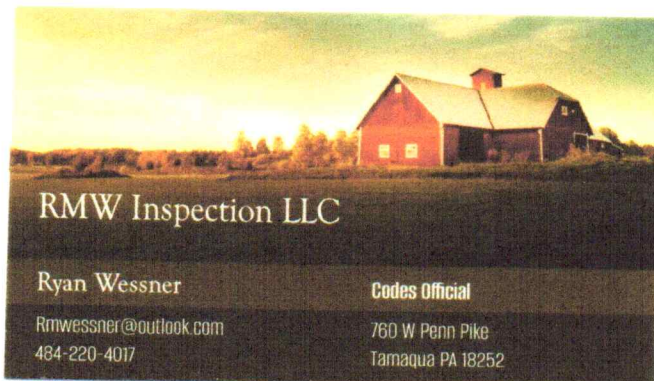 RMW Inspection LLC
Ryan Wessner
Rmwessner@outlook.com
484-220-4017
Codes Official
760 W Penn Pike
Tamaqua PA 18252